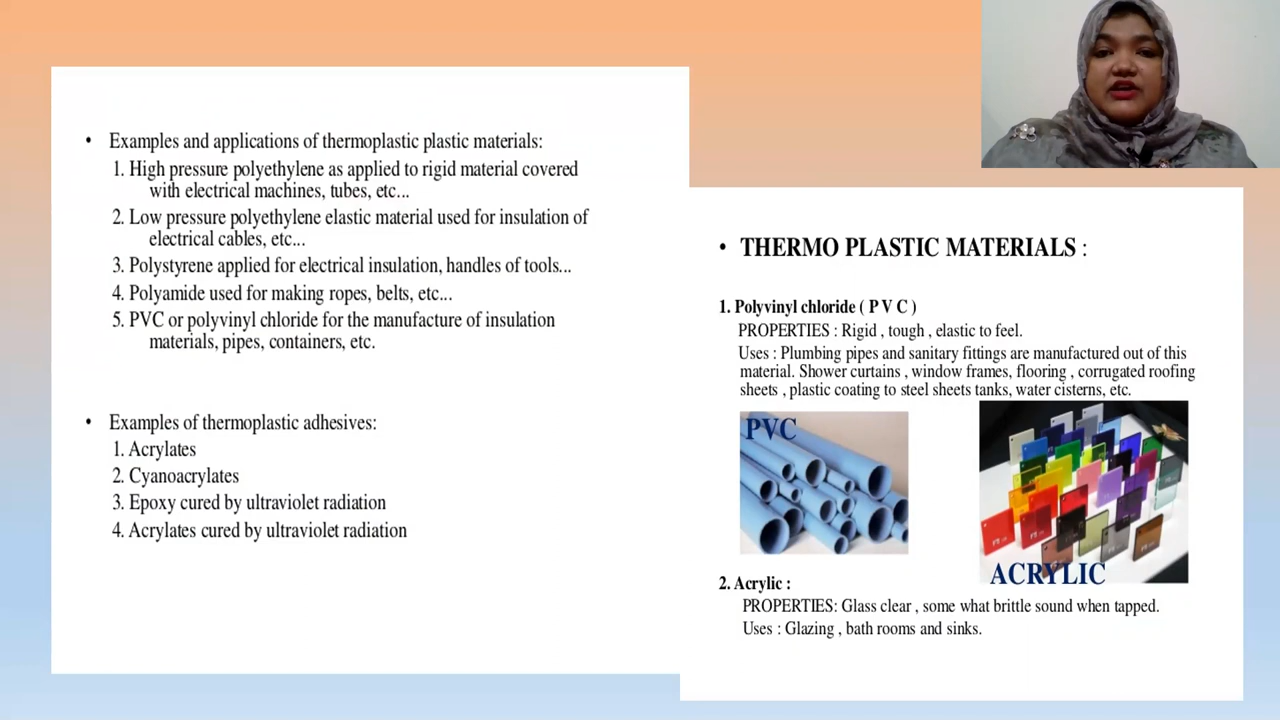 • Examples and applications of thermoplastic plastic materials:
1. High pressure polyethylene as applied to rigid material covered
with electrical machines, tubes, etc...
2. Low pressure polyethylene elastic material used for insulation of
electrical cables, etc...
3. Polystyrene applied for electrical insulation, handles of tools...
4. Polyamide used for making ropes, belts, etc...
5. PVC or polyvinyl chloride for the manufacture of insulation
materials, pipes, containers, etc.
• Examples of thermoplastic adhesives:
1. Acrylates
2. Cyanoacrylates
3. Epoxy cured by ultraviolet radiation
4. Acrylates cured by ultraviolet radiation
• THERMO PLASTIC MATERIALS :
1. Polyvinyl chloride ( P V C )
PROPERTIES : Rigid , tough , elastic to feel.
Uses : Plumbing pipes and sanitary fittings are manufactured out of this
material. Shower curtains , window frames, flooring , corrugated roofing
sheets , plastic coating to steel sheets tanks, water cisterns, etc.
PVC
ACRYLIC
2. Acrylic :
PROPERTIES: Glass clear , some what brittle sound when tapped.
Uses : Glazing , bath rooms and sinks.